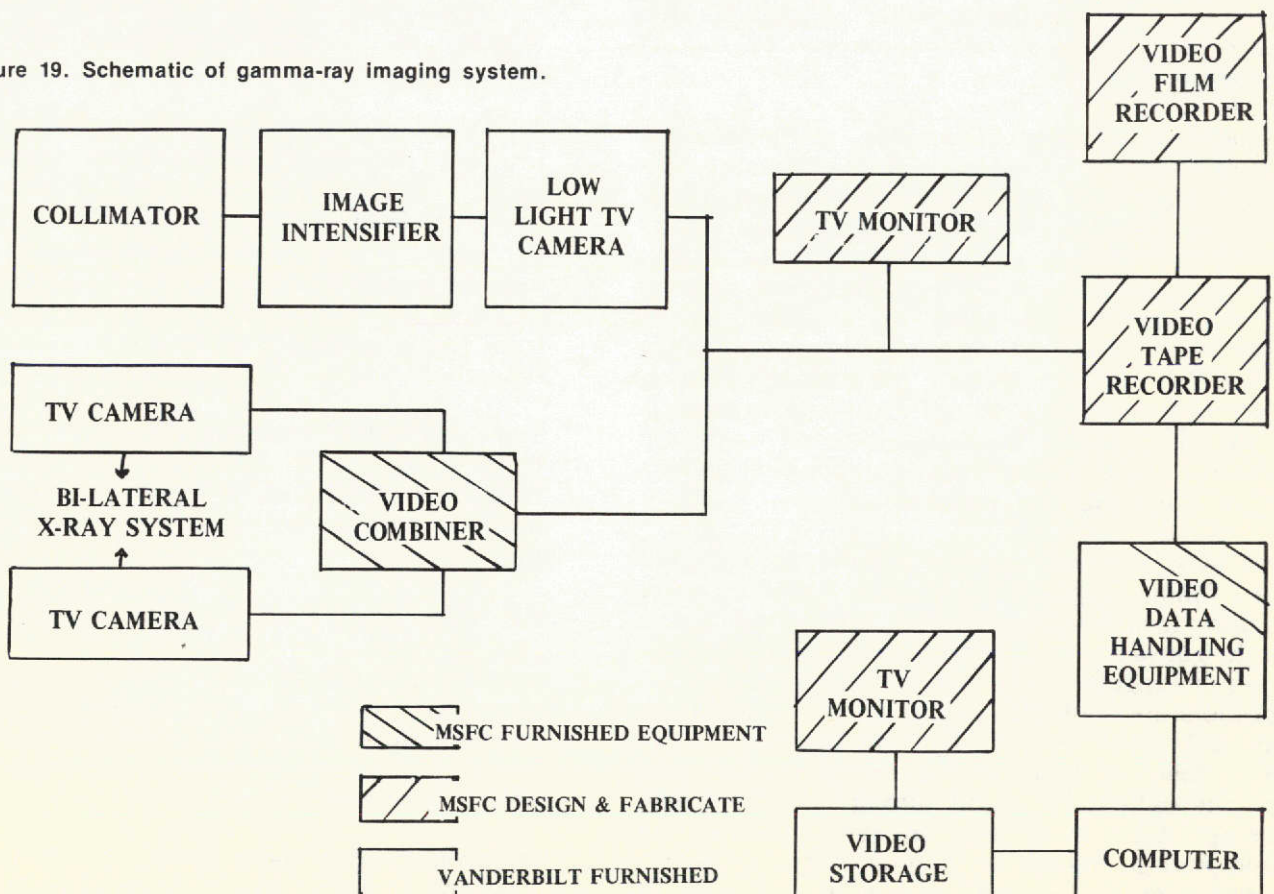 ure 19. Schematic of gamma-ray imaging system.
VIDEO
FILM
RECORDER
COLLIMATOR
IMAGE
INTENSIFIER
LOW
LIGHT TV
CAMERA
TV MONITOR
VIDEO
TAPE
RECORDER
TV CAMERA
BI-LATERAL
X-RAY SYSTEM
TV CAMERA
VIDEO
COMBINER
VIDEO
DATA
HANDLING
EQUIPMENT
TV
MONITOR
MSFC FURNISHED EQUIPMENT
MSFC DESIGN & FABRICATE
VANDERBILT FURNISHED
VIDEO
STORAGE
COMPUTER